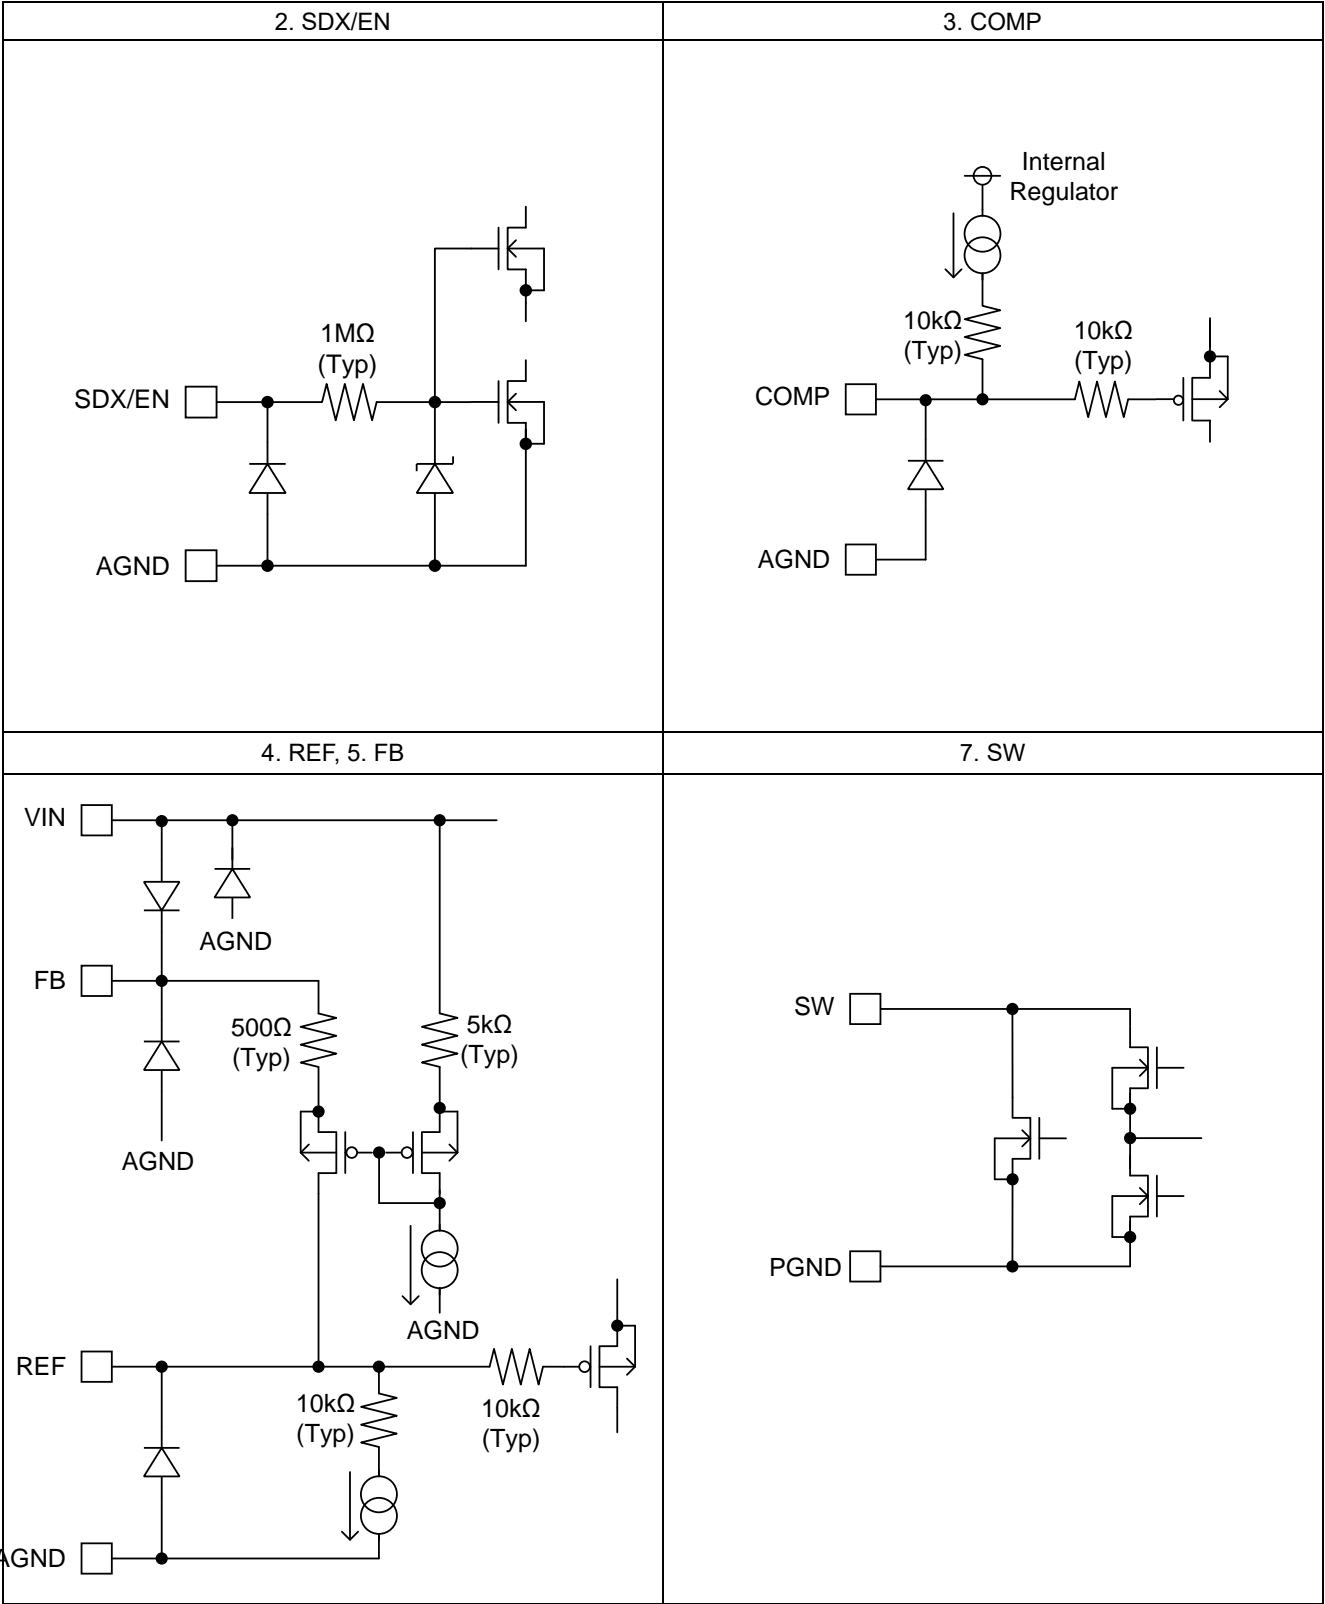 2. SDX/EN
3. COMP
1MΩ
(Typ)
SDX/EN
AGND
Internal
Regulator
10kΩ
(Typ)
10kΩ
(Typ)
COMP
AGND
4. REF, 5. FB
7. SW
VIN
AGND
FB
500Ω
(Typ)
5kΩ
(Typ)
AGND
AGND
REF
10kΩ
(Typ)
10kΩ
(Typ)
AGND
SW
PGND